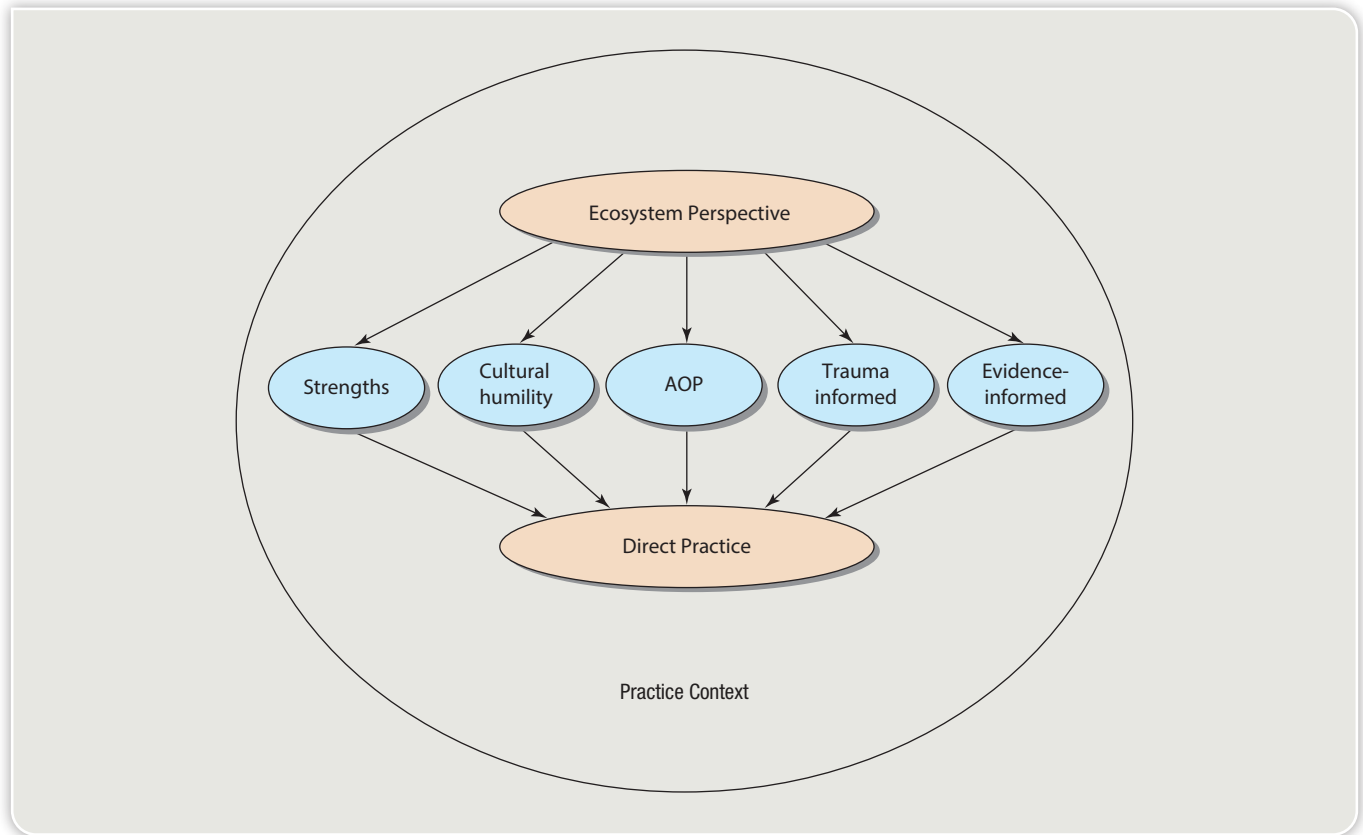 Ecosystem Perspective
Strengths
Cultural
humility
AOP
Trauma
informed
Evidence-
informed
Direct Practice
Practice Context